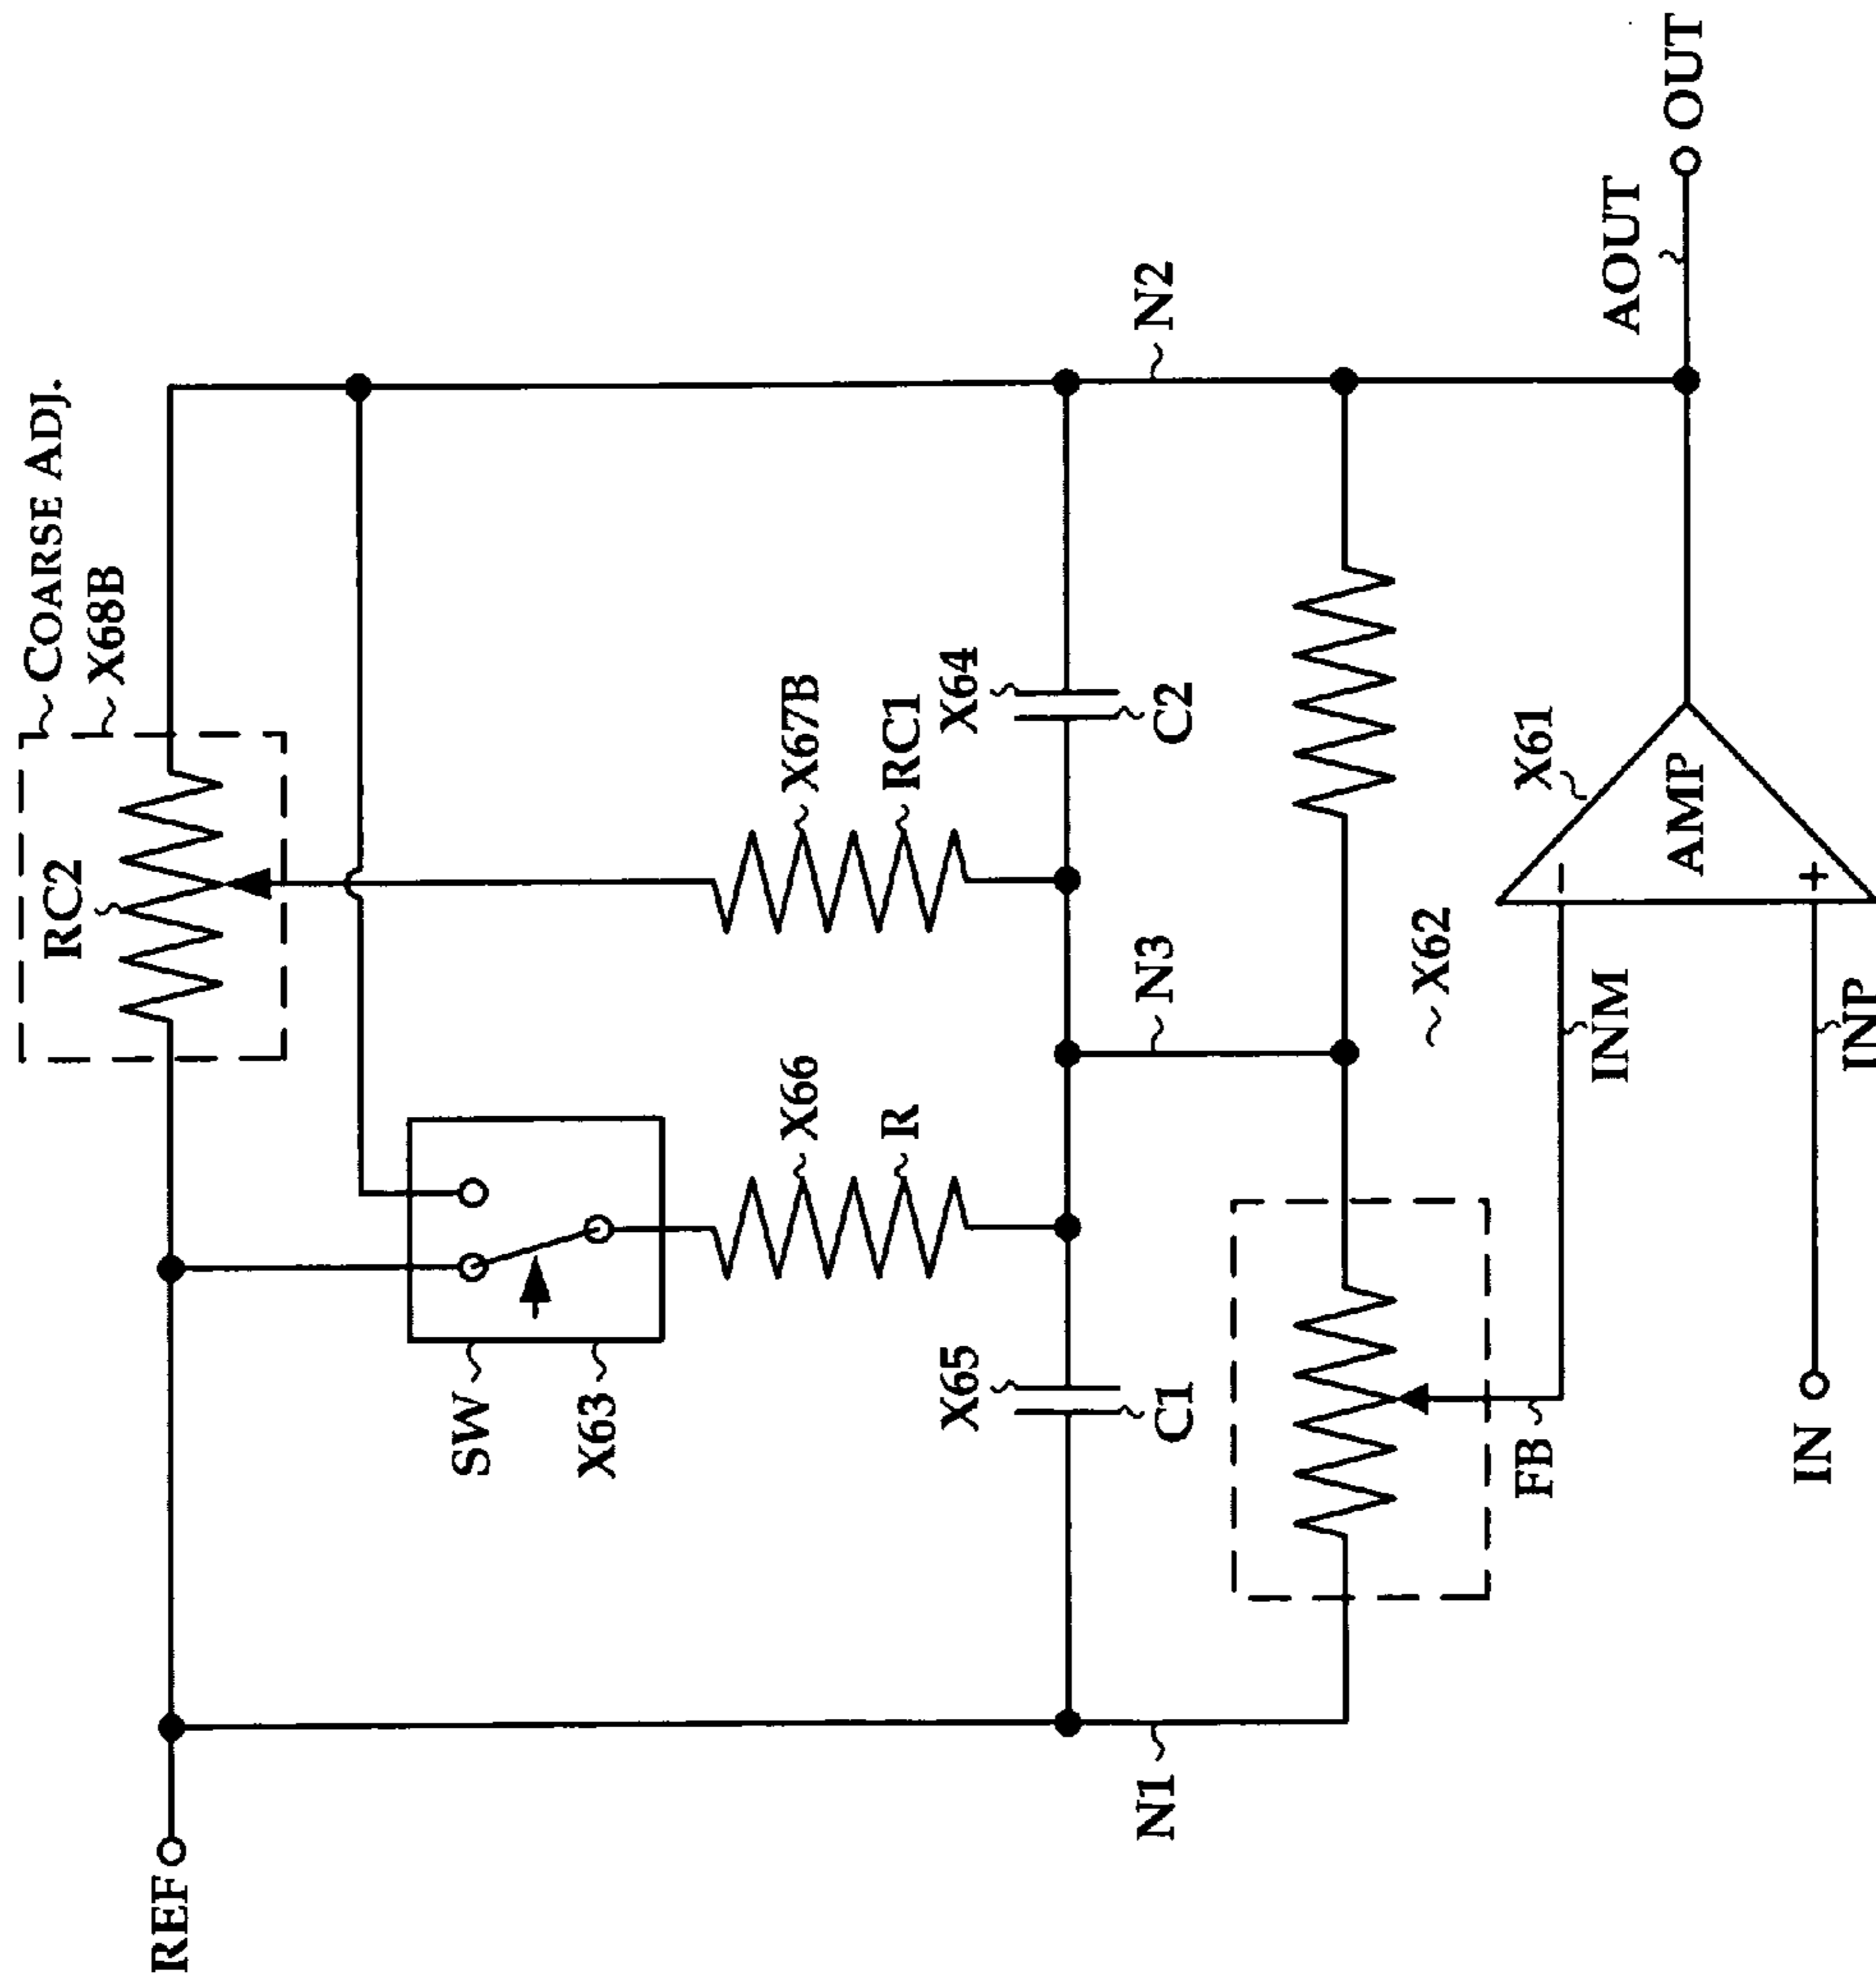 COARSE ADJ.
X68B
RC2
X67B
RC1
X64
C2
N2
AOUT
OUT
SW
X63
X66
R
N3
X62
X61
AMP
−
+
X65
C1
INM
INP
FB
IN
REF
N1